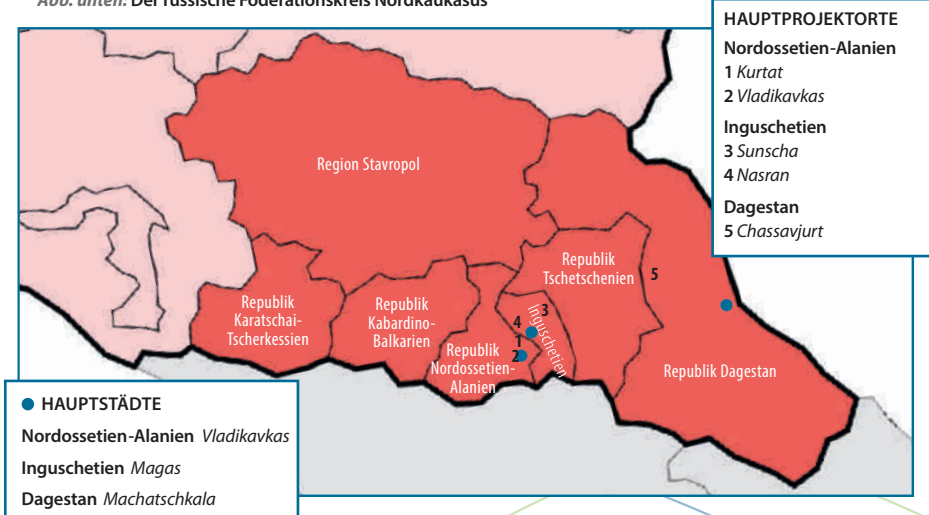 Abb. unten: Der russische Föderationskreis Nordkaukasus
HAUPTPROJEKTORTE
Nordossetien-Alanien
1 Kurtat
2 Vladikavkas
Inguschetien
3 Sunscha
4 Nasran
Dagestan
5 Chassavjurt
Region Stavropol
Republik
Tschetschenien
5
Republik
Karatschai-
Tscherkessien
Republik
Kabardino-
Balkarien
3
4
Inguschetien
1
2
Republik
Nordossetien-
Alanien
Republik Dagestan
HAUPTSTÄDTE
Nordossetien-Alanien Vladikavkas
Inguschetien Magas
Dagestan Machatschkala